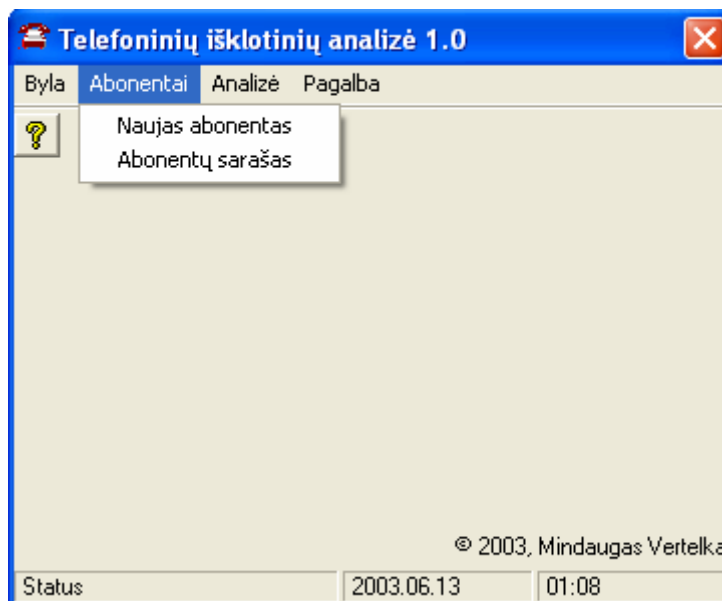 Telefoninių išklotinių analizė 1.0
Byla Abonentai Analizė Pagalba
Naujas abonentas
Abonentų sarašas
© 2003, Mindaugas Vertelka
Status 2003.06.13 01:08